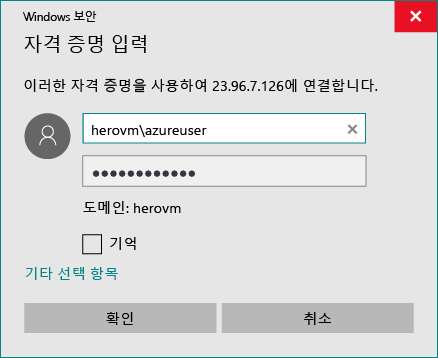 Windows 보안
자격 증명 입력
이러한 자격 증명을 사용하여 23.96.7.126에 연결합니다.
herovm\azureuser
●●●●●●●●●●●●
도메인: herovm
기억
기타 선택 항목
확인
취소